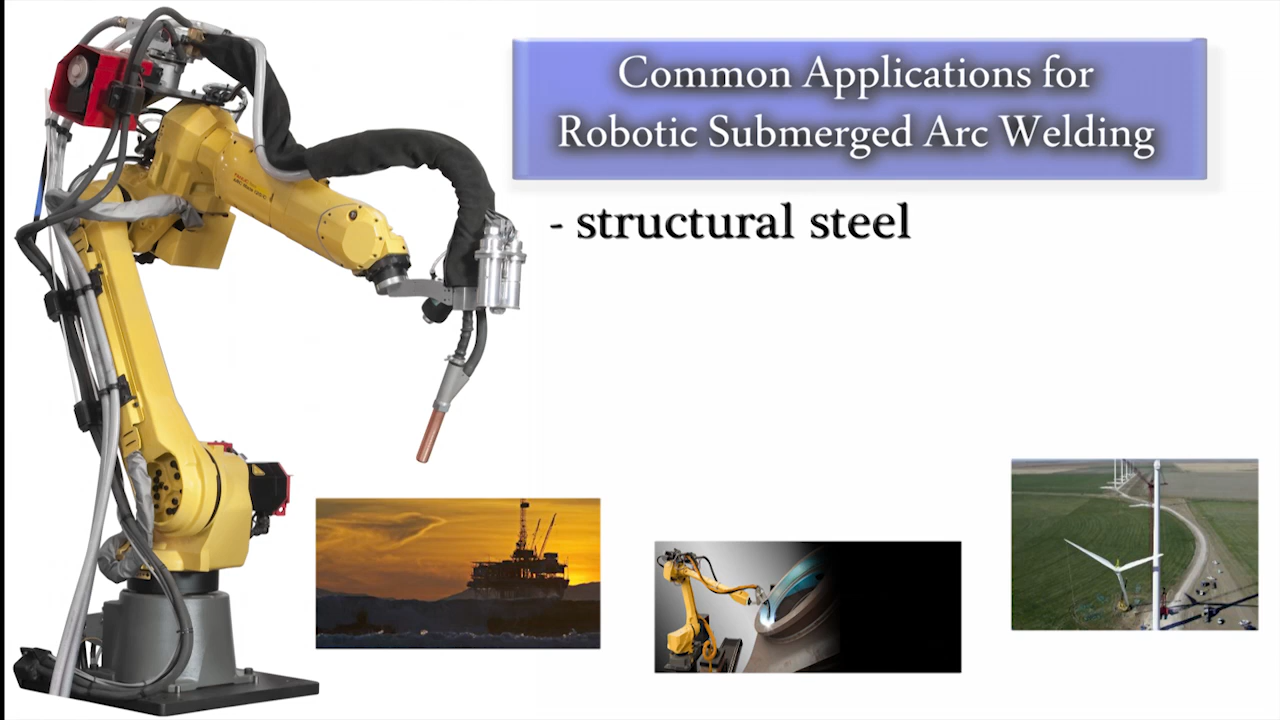 Common Applications for
Robotic Submerged Arc Welding
- structural steel